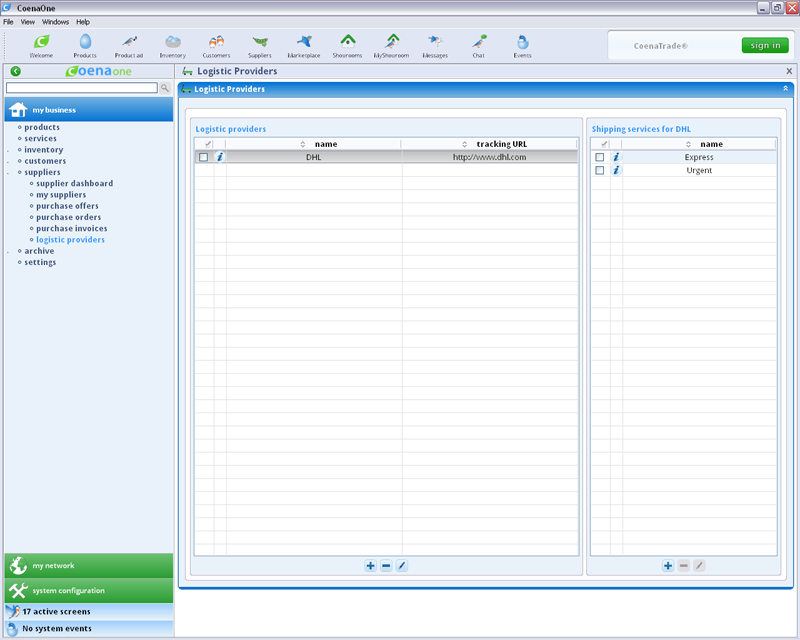 CoenaOne
File View Windows Help
Welcome Products Product ad Inventory Customers Suppliers Marketplace Showrooms MyShowroom Messages Chat Events
CoenaTrade®
sign in
Coenaone
Logistic Providers
my business
products
services
inventory
customers
suppliers
supplier dashboard
my suppliers
purchase offers
purchase orders
purchase invoices
logistic providers
archive
settings
my network
system configuration
17 active screens
No system events
Logistic Providers
Logistic providers
name tracking URL
DHL http://www.dhl.com
Shipping services for DHL
name
Express
Urgent